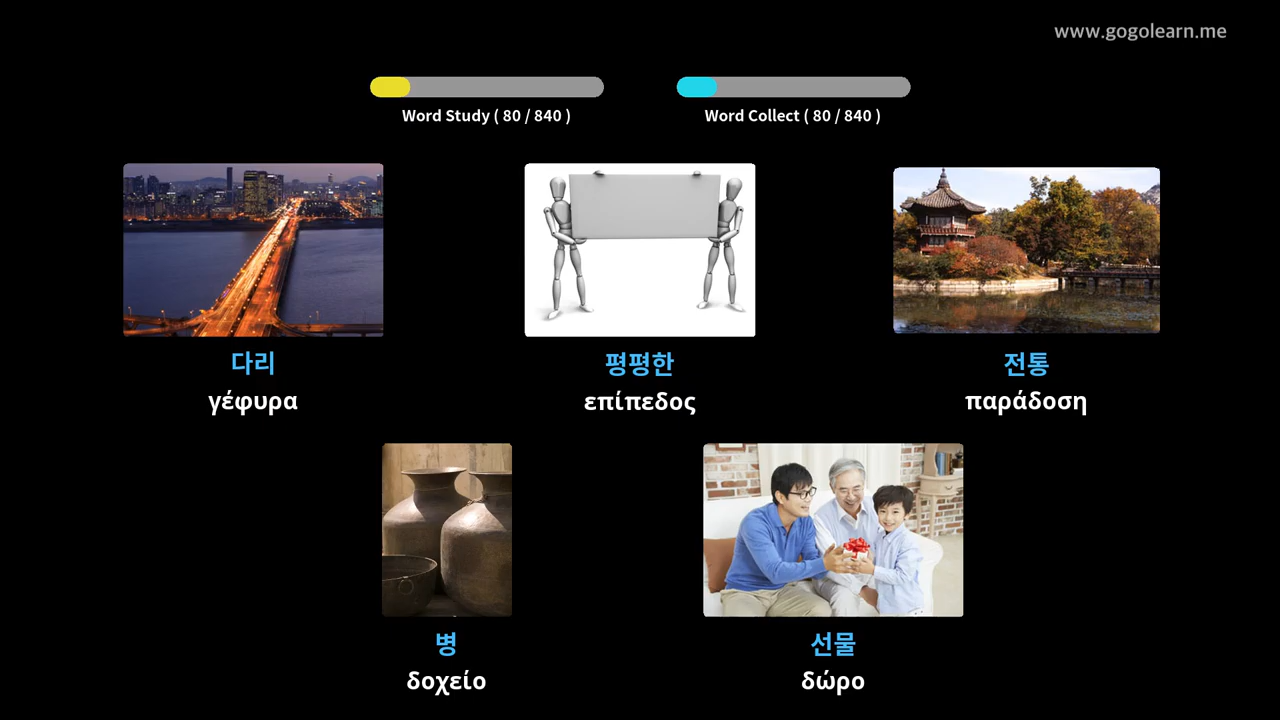 www.gogolearn.me
Word Study ( 80 / 840 )
Word Collect ( 80 / 840 )
다리
γέφυρα
평평한
επίπεδος
전통
παράδοση
병
δοχείο
선물
δώρο